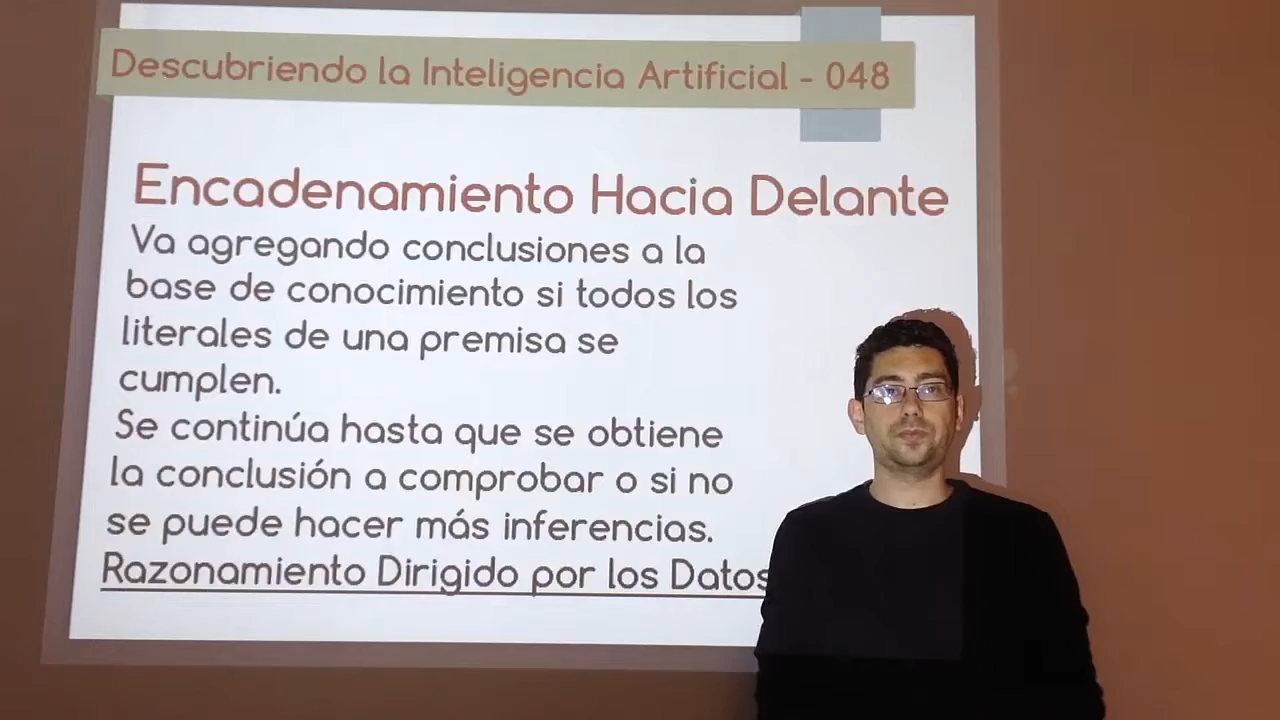 Descubriendo la Inteligencia Artificial - 048
Encadenamiento Hacia Delante
Va agregando conclusiones a la
base de conocimiento si todos los
literales de una premisa se
cumplen.
Se continúa hasta que se obtiene
la conclusión a comprobar o si no
se puede hacer más inferencias.
Razonamiento Dirigido por los Datos